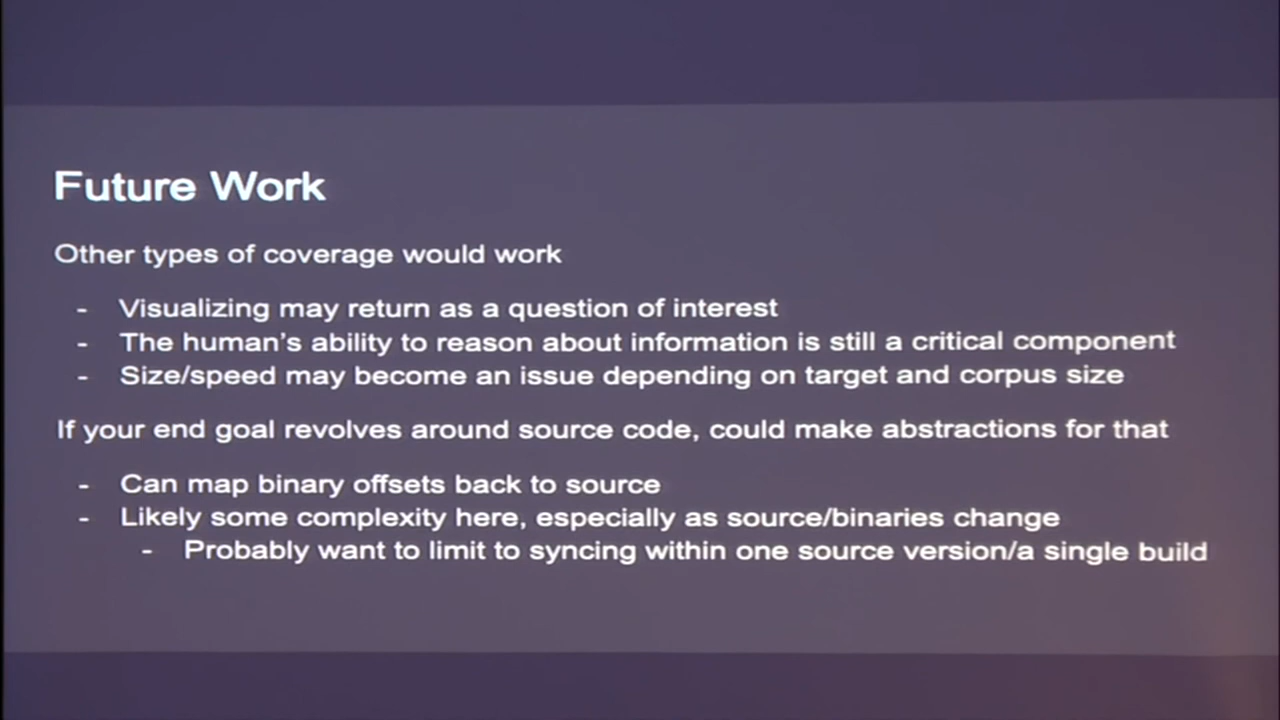 Future Work
Other types of coverage would work
- Visualizing may return as a question of interest
- The human's ability to reason about information is still a critical component
- Size/speed may become an issue depending on target and corpus size
If your end goal revolves around source code, could make abstractions for that
- Can map binary offsets back to source
- Likely some complexity here, especially as source/binaries change
- Probably want to limit to syncing within one source version/a single build